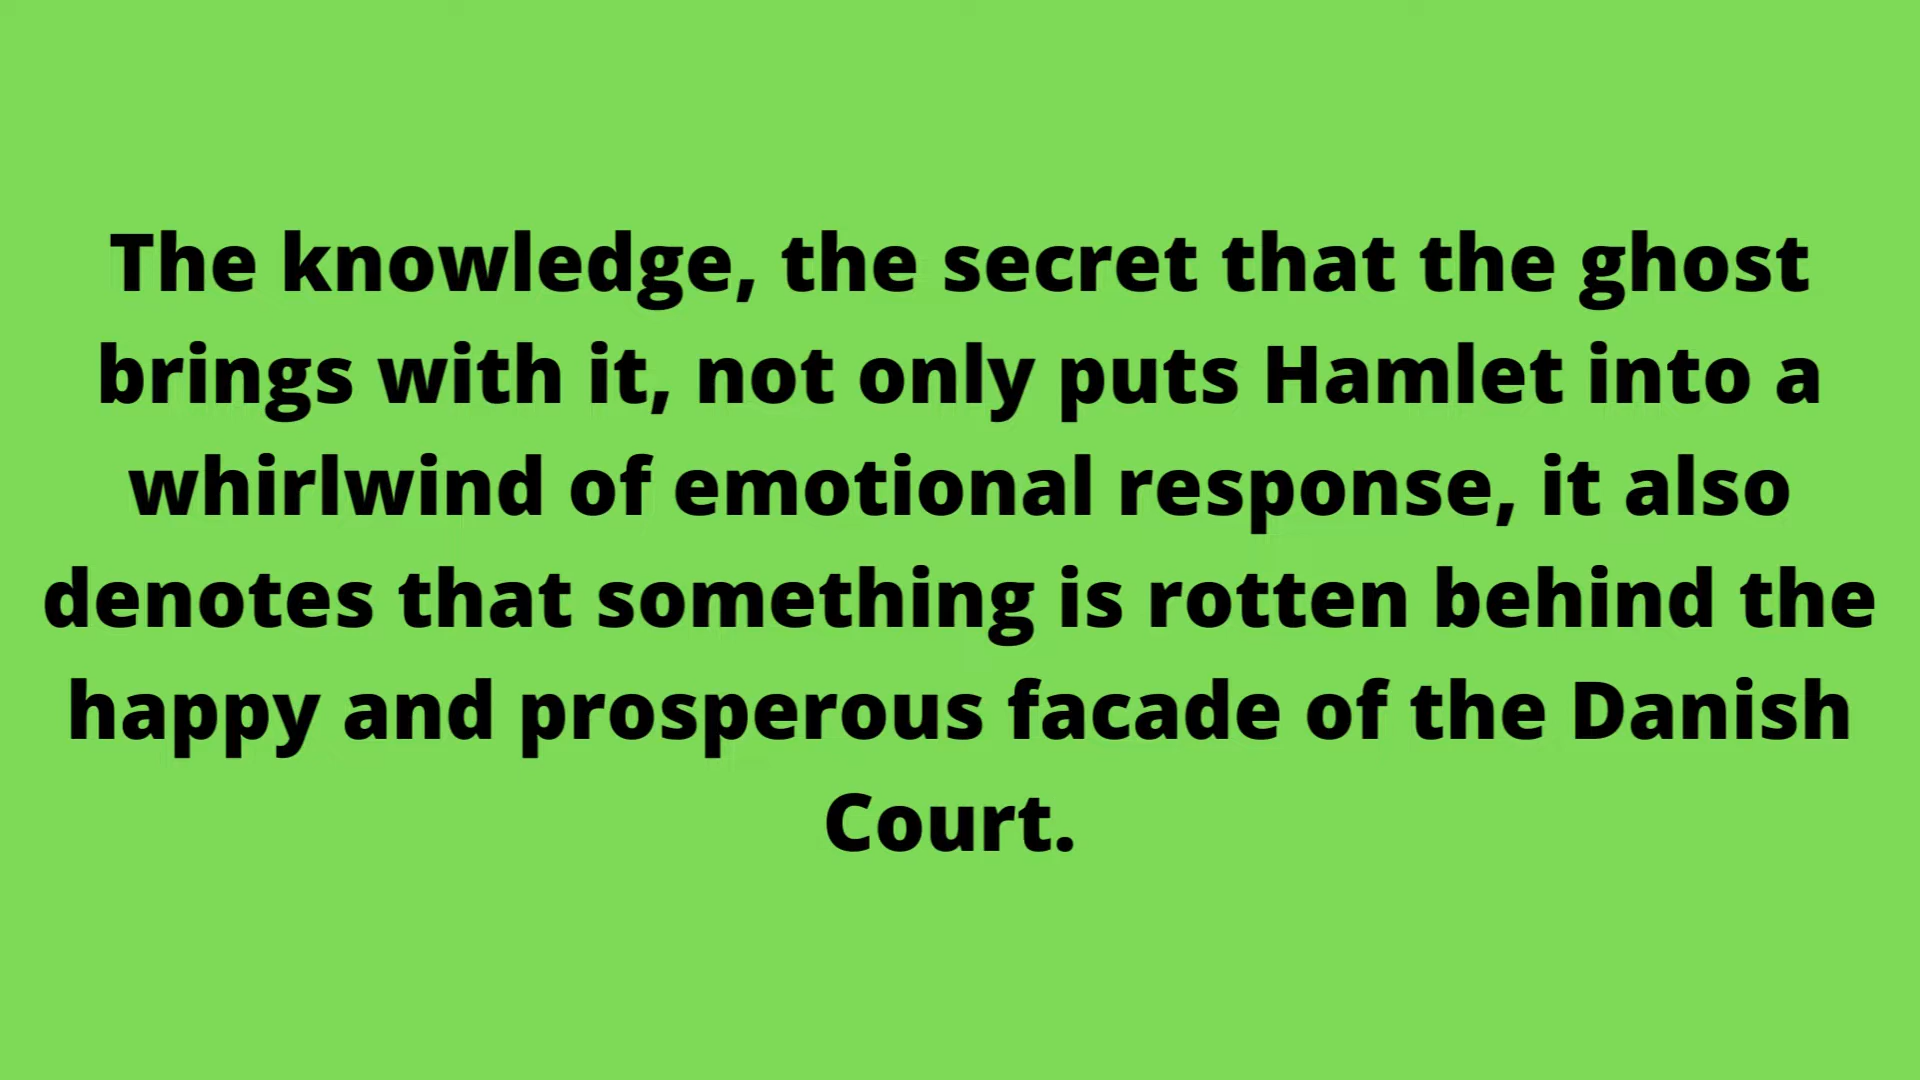 The knowledge, the secret that the ghost
brings with it, not only puts Hamlet into a
whirlwind of emotional response, it also
denotes that something is rotten behind the
happy and prosperous facade of the Danish
Court.